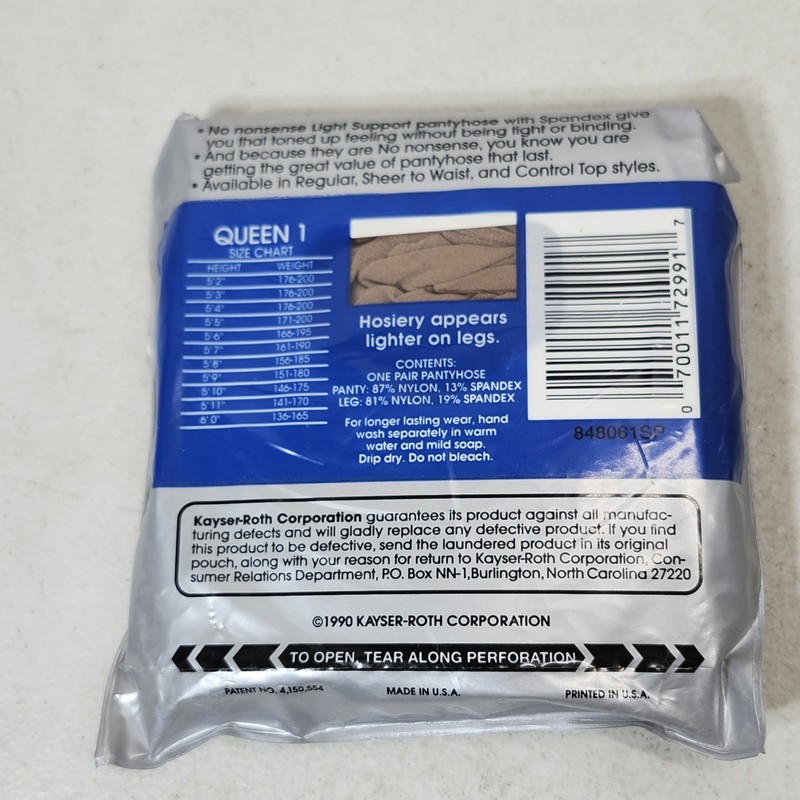 • No nonsense Light Support pantyhose with Spandex give
you that toned up feeling without being tight or binding.
• And because they are No nonsense, you know you are
getting the great value of pantyhose that last.
• Available in Regular, Sheer to Waist, and Control Top styles.
QUEEN 1
SIZE CHART
HEIGHT WEIGHT
5'2" 176-200
5'3" 176-200
5'4" 176-200
5'5" 171-200
5'6" 166-195
5'7" 161-190
5'8" 156-185
5'9" 151-180
5'10" 146-175
5'11" 141-170
6'0" 136-165
Hosiery appears
lighter on legs.
CONTENTS:
ONE PAIR PANTYHOSE
PANTY: 87% NYLON, 13% SPANDEX
LEG: 81% NYLON, 19% SPANDEX
For longer lasting wear, hand
wash separately in warm
water and mild soap.
Drip dry. Do not bleach.
0 70011 72991 7
848061SP
Kayser-Roth Corporation guarantees its product against all manufac-
turing defects and will gladly replace any defective product. If you find
this product to be defective, send the laundered product in its original
pouch, along with your reason for return to Kayser-Roth Corporation, Con-
sumer Relations Department, P.O. Box NN-1, Burlington, North Carolina 27220
©1990 KAYSER-ROTH CORPORATION
TO OPEN, TEAR ALONG PERFORATION
PATENT NO. 4,150,554 MADE IN U.S.A. PRINTED IN U.S.A.